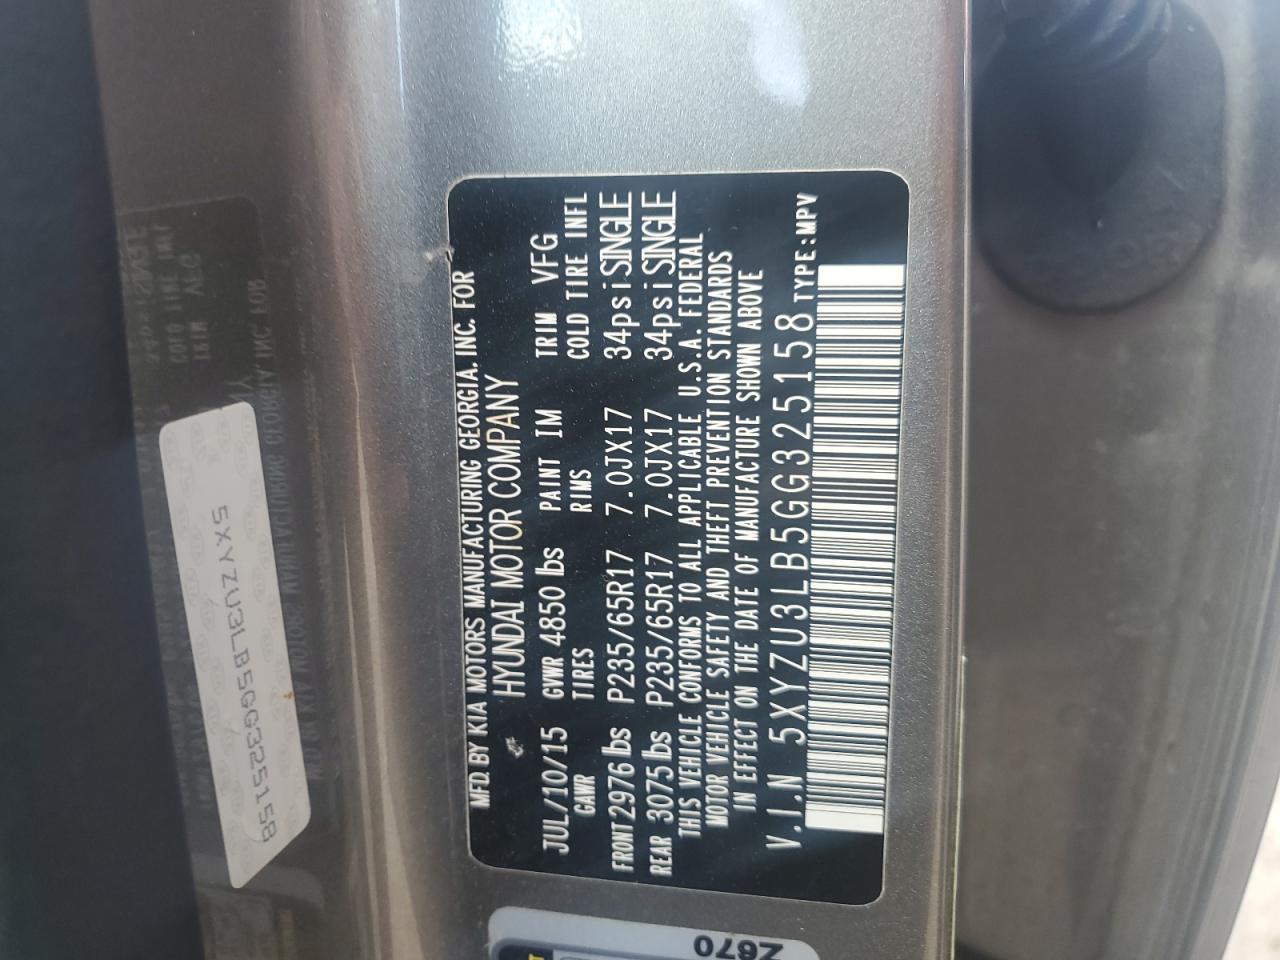 MFD.BY KIA MOTORS MANUFACTURING GEORGIA. INC. FOR
HYUNDAI MOTOR COMPANY
JUL/10/15 GVWR 4850 lbs PAINT IM TRIM VFG
GAWR TIRES RIMS COLD TIRE INFL
FRONT 2976 lbs P235/65R17 7.0JX17 34psi SINGLE
REAR 3075 lbs P235/65R17 7.0JX17 34psi SINGLE
THIS VEHICLE CONFORMS TO ALL APPLICABLE U.S.A. FEDERAL
MOTOR VEHICLE SAFETY AND THEFT PREVENTION STANDARDS
IN EFFECT ON THE DATE OF MANUFACTURE SHOWN ABOVE
V.I.N 5XYZU3LB5GG325158 TYPE:MPV
5XYZU3LB5GG325158
Z670